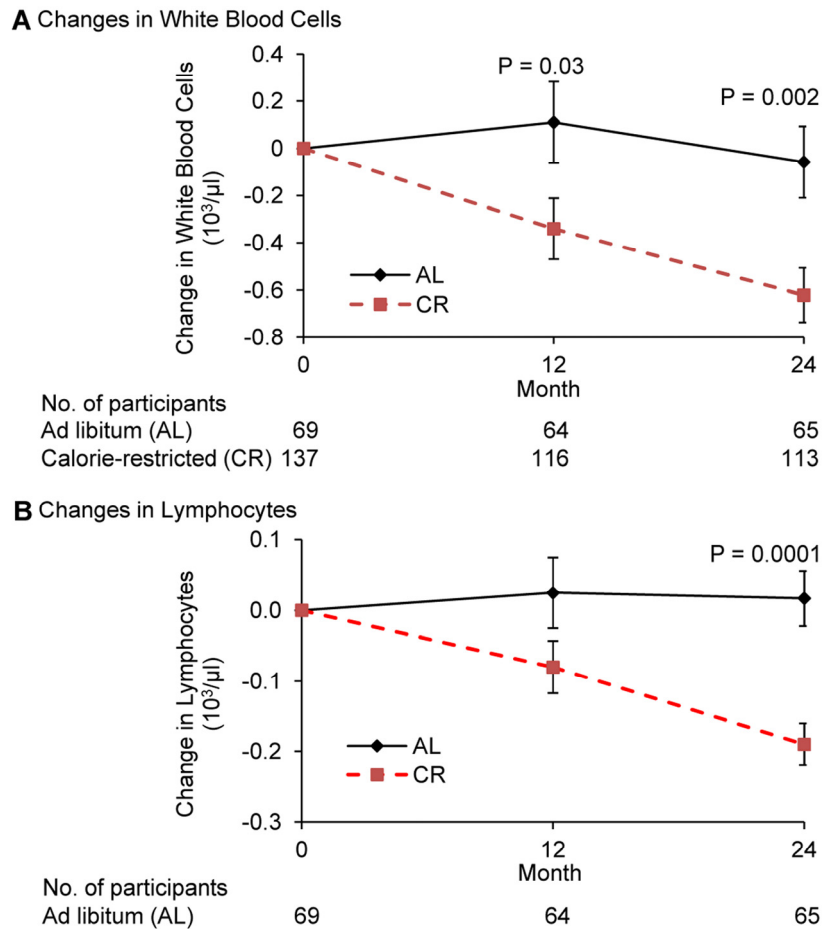 A Changes in White Blood Cells
0.4
P = 0.03
0.2
P = 0.002
0
-0.2
-0.4
-0.6
-0.8
Change in White Blood Cells
(10³/µl)
AL
CR
0 12 24
Month
No. of participants
Ad libitum (AL) 69 64 65
Calorie-restricted (CR) 137 116 113
B Changes in Lymphocytes
0.1
P = 0.0001
0.0
-0.1
-0.2
-0.3
Change in Lymphocytes
(10³/µl)
AL
CR
0 12 24
Month
No. of participants
Ad libitum (AL) 69 64 65